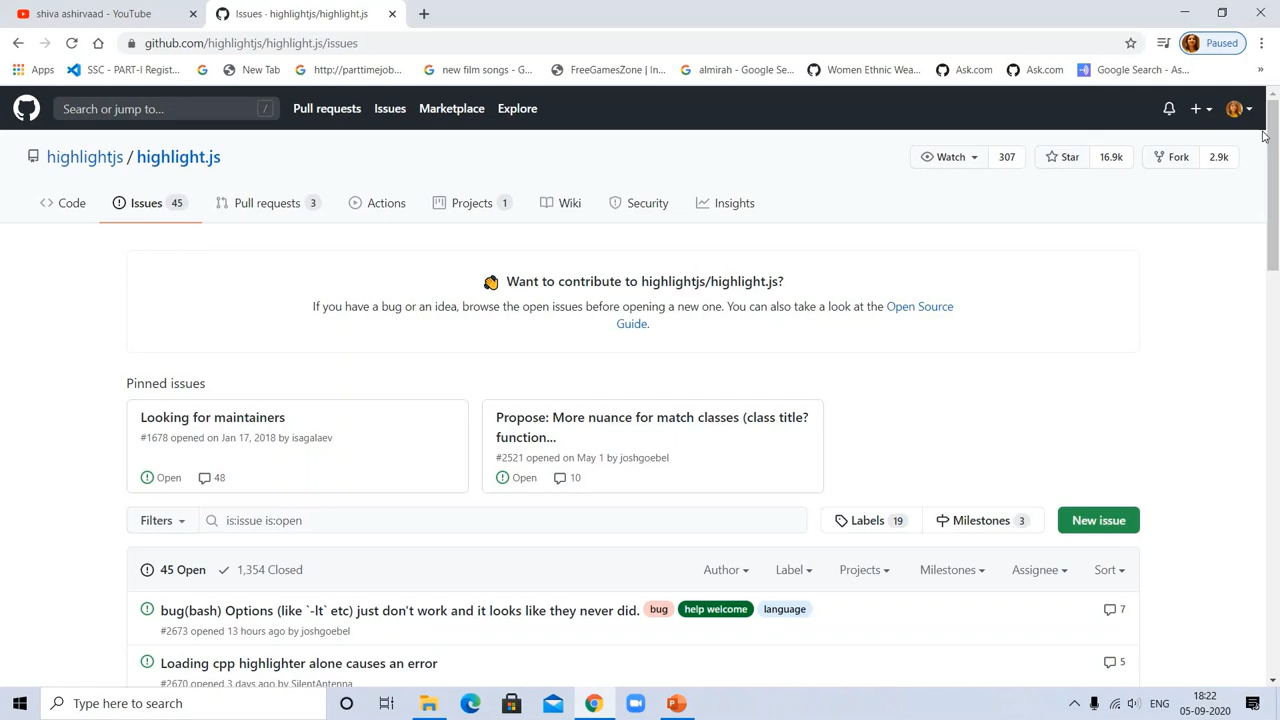 shiva ashirvaad - YouTube
Issues · highlightjs/highlight.js
github.com/highlightjs/highlight.js/issues
Paused
Apps
SSC - PART-I Regist...
New Tab
http://parttimejob...
new film songs - G...
FreeGamesZone | In...
almirah - Google Se...
Women Ethnic Wea...
Ask.com
Ask.com
Google Search - As...
»
Search or jump to...
/
Pull requests
Issues
Marketplace
Explore
highlightjs / highlight.js
Watch 307
Star 16.9k
Fork 2.9k
Code
Issues 45
Pull requests 3
Actions
Projects 1
Wiki
Security
Insights
Want to contribute to highlightjs/highlight.js?
If you have a bug or an idea, browse the open issues before opening a new one. You can also take a look at the Open Source
Guide.
Pinned issues
Looking for maintainers
#1678 opened on Jan 17, 2018 by isagalaev
Open 48
Propose: More nuance for match classes (class title?
function...
#2521 opened on May 1 by joshgoebel
Open 10
Filters
is:issue is:open
Labels 19
Milestones 3
New issue
45 Open
1,354 Closed
Author
Label
Projects
Milestones
Assignee
Sort
bug(bash) Options (like `-lt` etc) just don't work and it looks like they never did. bug help welcome language
7
#2673 opened 13 hours ago by joshgoebel
Loading cpp highlighter alone causes an error
5
#2670 opened 3 days ago by SilentAntenna
Type here to search
ENG
18:22
05-09-2020